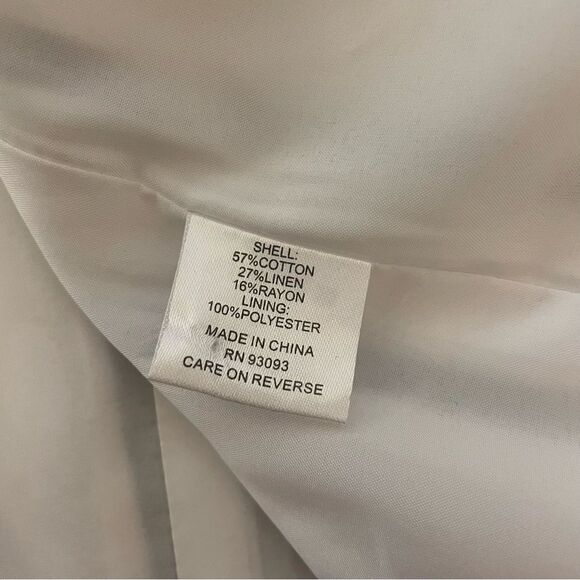 SHELL:
57%COTTON
27%LINEN
16%RAYON
LINING:
100%POLYESTER
MADE IN CHINA
RN 93093
CARE ON REVERSE